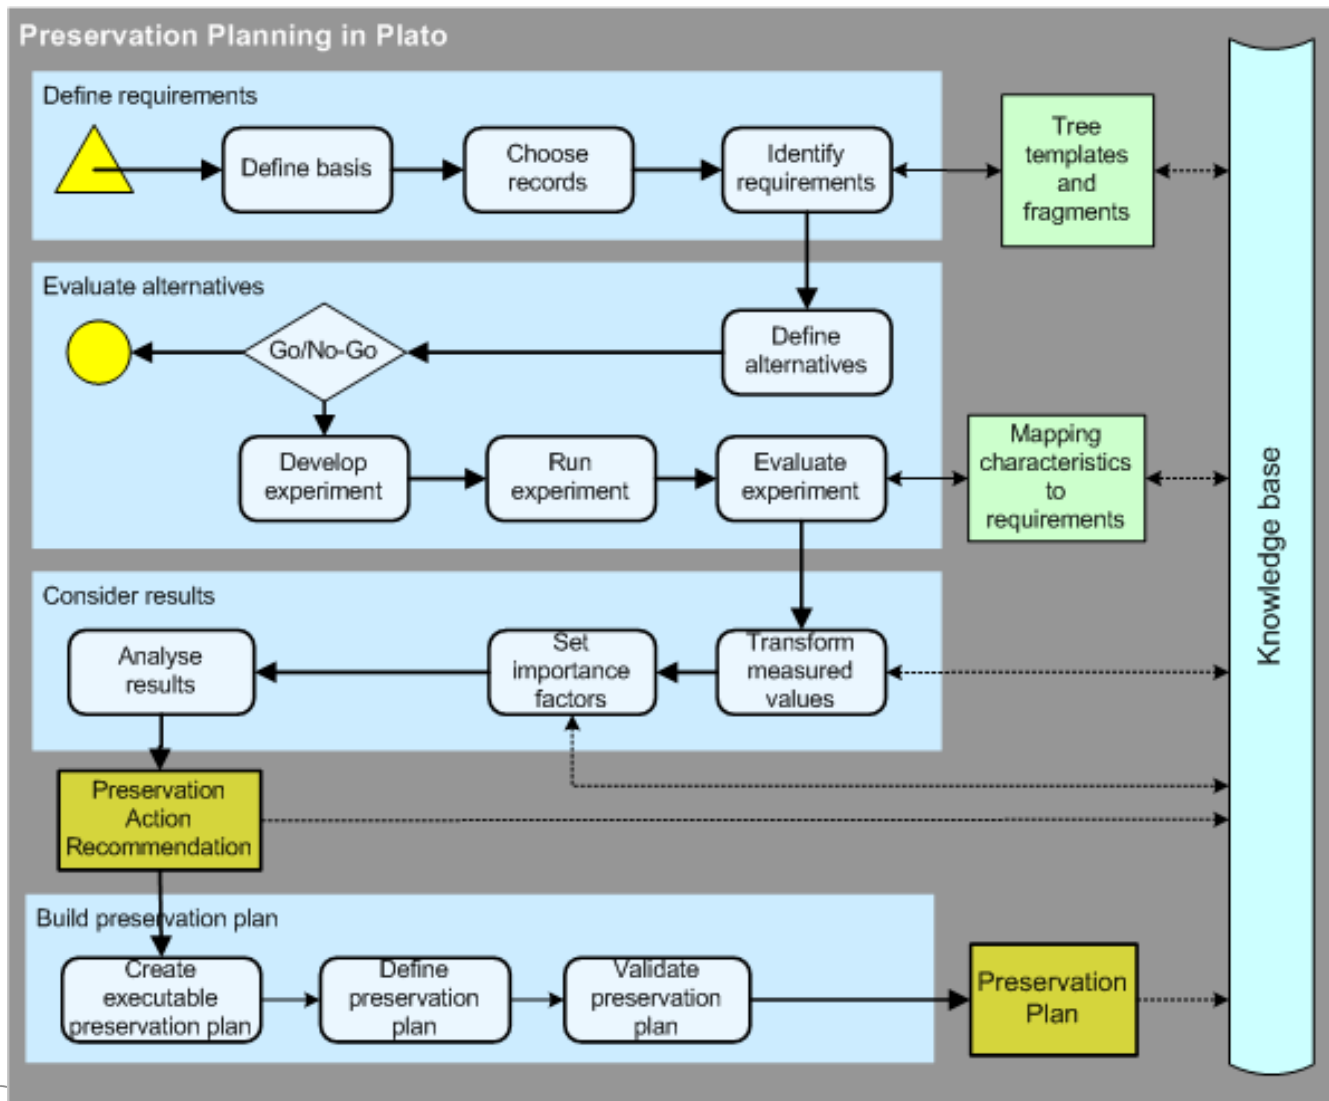 Preservation Planning in Plato
Define requirements
Define basis
Choose
records
Identify
requirements
Tree
templates
and
fragments
Evaluate alternatives
Go/No-Go
Define
alternatives
Develop
experiment
Run
experiment
Evaluate
experiment
Mapping
characteristics
to
requirements
Knowledge base
Consider results
Analyse
results
Set
importance
factors
Transform
measured
values
Preservation
Action
Recommendation
Build preservation plan
Create
executable
preservation plan
Define
preservation
plan
Validate
preservation
plan
Preservation
Plan